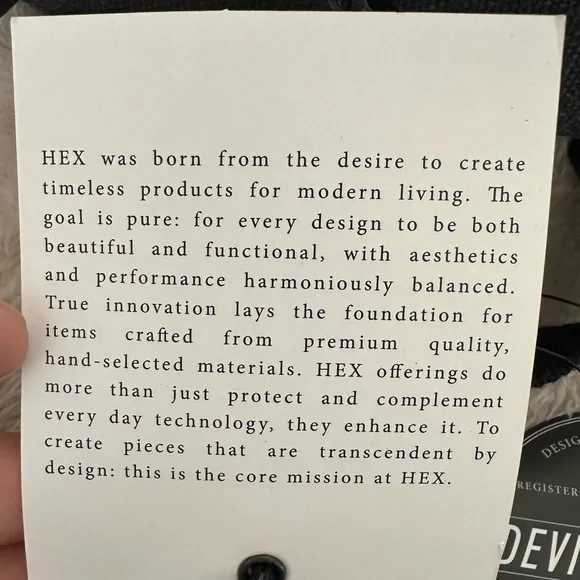 HEX was born from the desire to create
timeless products for modern living. The
goal is pure: for every design to be both
beautiful and functional, with aesthetics
and performance harmoniously balanced.
True innovation lays the foundation for
items crafted from premium quality,
hand-selected materials. HEX offerings do
more than just protect and complement
every day technology, they enhance it. To
create pieces that are transcendent by
design: this is the core mission at HEX.